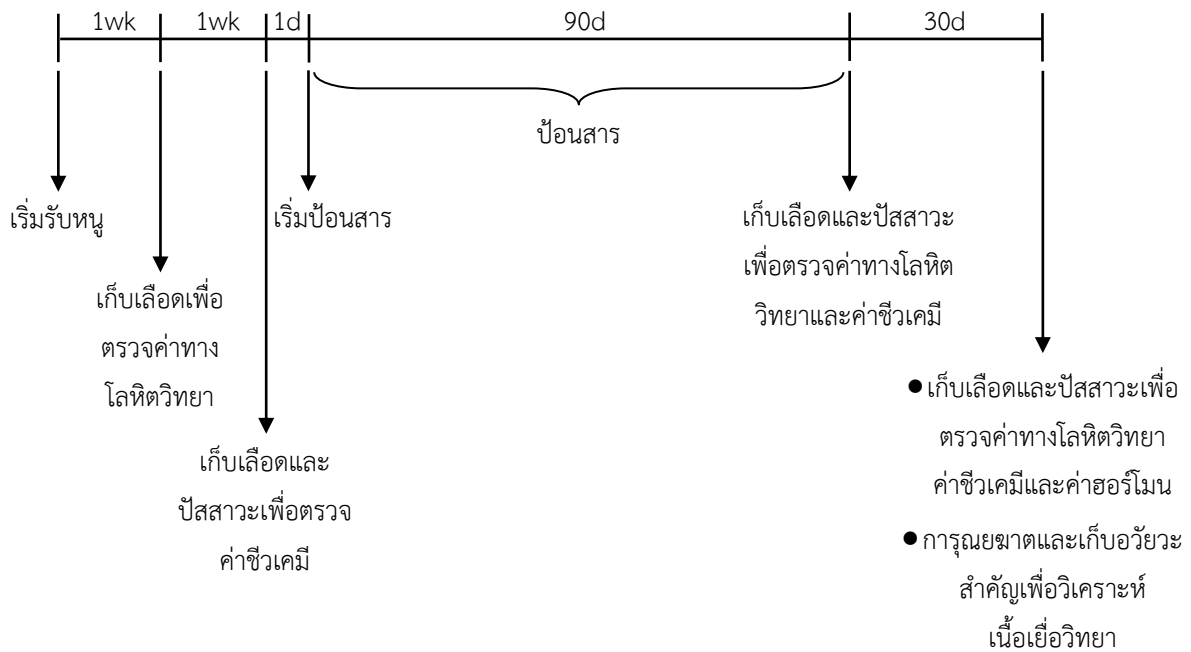 1wk 1wk 1d 90d 30d
ป้อนสาร
เริ่มรับหนู
เริ่มป้อนสาร
เก็บเลือดเพื่อ
ตรวจค่าทาง
โลหิตวิทยา
เก็บเลือดและ
ปัสสาวะเพื่อตรวจ
ค่าชีวเคมี
เก็บเลือดและปัสสาวะ
เพื่อตรวจค่าทางโลหิต
วิทยาและค่าชีวเคมี
● เก็บเลือดและปัสสาวะเพื่อ
ตรวจค่าทางโลหิตวิทยา
ค่าชีวเคมีและค่าฮอร์โมน
● การุณยฆาตและเก็บอวัยวะ
สำคัญเพื่อวิเคราะห์
เนื้อเยื่อวิทยา